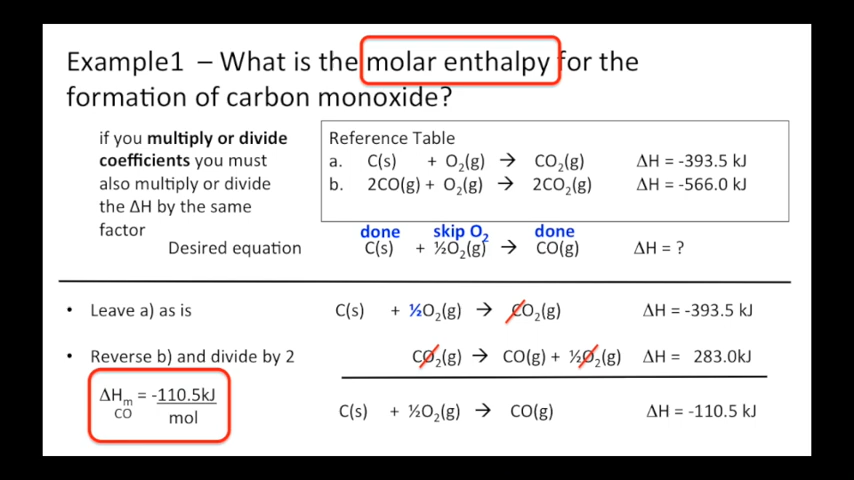 Example1 – What is the molar enthalpy for the
formation of carbon monoxide?
if you multiply or divide
coefficients you must
also multiply or divide
the ΔH by the same
factor
Reference Table
a. C(s) + O₂(g) → CO₂(g) ΔH = -393.5 kJ
b. 2CO(g) + O₂(g) → 2CO₂(g) ΔH = -566.0 kJ
done skip O₂ done
Desired equation C(s) + ½O₂(g) → CO(g) ΔH = ?
• Leave a) as is C(s) + ½O₂(g) → CO₂(g) ΔH = -393.5 kJ
• Reverse b) and divide by 2 CO₂(g) → CO(g) + ½O₂(g) ΔH = 283.0kJ
ΔHm = -110.5kJ
CO mol
C(s) + ½O₂(g) → CO(g) ΔH = -110.5 kJ